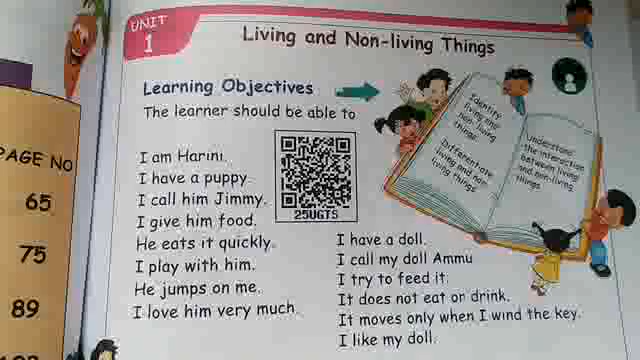 PAGE NO
65
75
89
UNIT
1
Living and Non-living Things
Learning Objectives
The learner should be able to
Identify
living and
non-living
things
Differentiate
living and non
living things
Understand
the interaction
between living
and non-living
things
I am Harini.
I have a puppy.
I call him Jimmy.
I give him food.
He eats it quickly.
I play with him.
He jumps on me.
I love him very much.
25UGTS
I have a doll.
I call my doll Ammu
I try to feed it.
It does not eat or drink.
It moves only when I wind the key.
I like my doll.